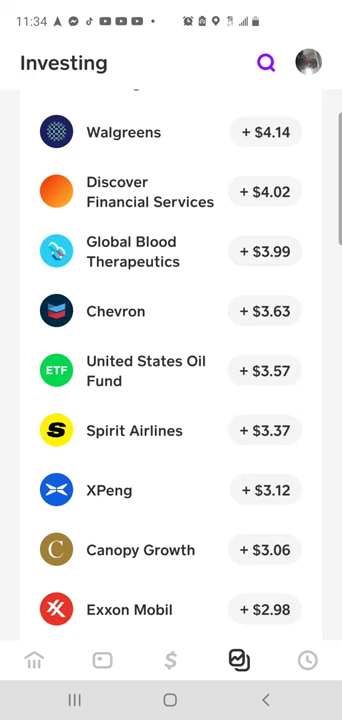 11:34
Investing
Walgreens
+ $4.14
Discover
Financial Services
+ $4.02
Global Blood
Therapeutics
+ $3.99
Chevron
+ $3.63
ETF
United States Oil
Fund
+ $3.57
S
Spirit Airlines
+ $3.37
XPeng
+ $3.12
C
Canopy Growth
+ $3.06
Exxon Mobil
+ $2.98
$